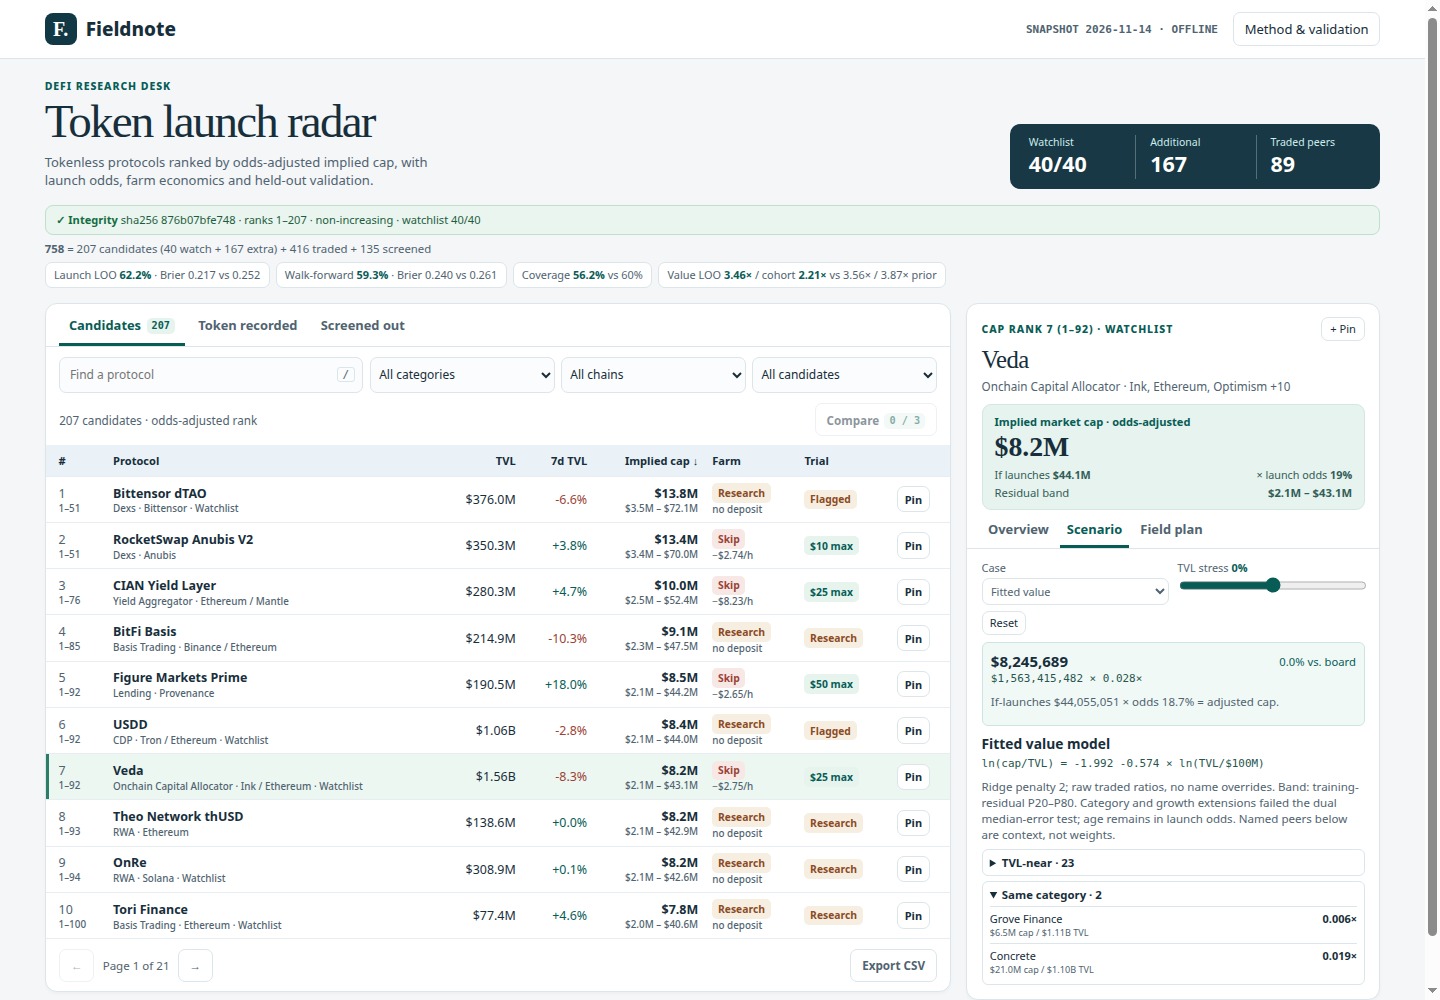 F. Fieldnote
SNAPSHOT 2026-11-14 · OFFLINE
Method & validation
DEFI RESEARCH DESK
Token launch radar
Tokenless protocols ranked by odds-adjusted implied cap, with
launch odds, farm economics and held-out validation.
Watchlist
40/40
Additional
167
Traded peers
89
✓ Integrity sha256 876b07bfe748 · ranks 1–207 · non-increasing · watchlist 40/40
758 = 207 candidates (40 watch + 167 extra) + 416 traded + 135 screened
Launch LOO 62.2% · Brier 0.217 vs 0.252
Walk-forward 59.3% · Brier 0.240 vs 0.261
Coverage 56.2% vs 60%
Value LOO 3.46× / cohort 2.21× vs 3.56× / 3.87× prior
Candidates 207
Token recorded
Screened out
Find a protocol /
All categories
All chains
All candidates
207 candidates · odds-adjusted rank
Compare 0 / 3
# Protocol TVL 7d TVL Implied cap ↓ Farm Trial
1 Bittensor dTAO $376.0M -6.6% $13.8M Research Flagged Pin
1–51 Dexs · Bittensor · Watchlist $3.5M – $72.1M no deposit
2 RocketSwap Anubis V2 $350.3M +3.8% $13.4M Skip $10 max Pin
1–51 Dexs · Anubis $3.4M – $70.0M −$2.74/h
3 CIAN Yield Layer $280.3M +4.7% $10.0M Skip $25 max Pin
1–76 Yield Aggregator · Ethereum / Mantle $2.5M – $52.4M −$8.23/h
4 BitFi Basis $214.9M -10.3% $9.1M Research Research Pin
1–85 Basis Trading · Binance / Ethereum $2.3M – $47.5M no deposit
5 Figure Markets Prime $190.5M +18.0% $8.5M Skip $50 max Pin
1–92 Lending · Provenance $2.1M – $44.2M −$2.65/h
6 USDD $1.06B -2.8% $8.4M Research Flagged Pin
1–92 CDP · Tron / Ethereum · Watchlist $2.1M – $44.0M no deposit
7 Veda $1.56B -8.3% $8.2M Skip $25 max Pin
1–92 Onchain Capital Allocator · Ink / Ethereum · Watchlist $2.1M – $43.1M −$2.75/h
8 Theo Network thUSD $138.6M +0.0% $8.2M Research Research Pin
1–93 RWA · Ethereum $2.1M – $42.9M no deposit
9 OnRe $308.9M +0.1% $8.2M Research Research Pin
1–94 RWA · Solana · Watchlist $2.1M – $42.6M no deposit
10 Tori Finance $77.4M +4.6% $7.8M Research Research Pin
1–100 Basis Trading · Ethereum · Watchlist $2.0M – $40.6M no deposit
← Page 1 of 21 →
Export CSV
CAP RANK 7 (1–92) · WATCHLIST
+ Pin
Veda
Onchain Capital Allocator · Ink, Ethereum, Optimism +10
Implied market cap · odds-adjusted
$8.2M
If launches $44.1M × launch odds 19%
Residual band $2.1M – $43.1M
Overview
Scenario
Field plan
Case
Fitted value
TVL stress 0%
Reset
$8,245,689 0.0% vs. board
$1,563,415,482 × 0.028×
If-launches $44,055,051 × odds 18.7% = adjusted cap.
Fitted value model
ln(cap/TVL) = -1.992 -0.574 × ln(TVL/$100M)
Ridge penalty 2; raw traded ratios, no name overrides. Band: training-
residual P20–P80. Category and growth extensions failed the dual
median-error test; age remains in launch odds. Named peers below
are context, not weights.
▶ TVL-near · 23
▼ Same category · 2
Grove Finance 0.006×
$6.5M cap / $1.11B TVL
Concrete 0.019×
$21.0M cap / $1.10B TVL